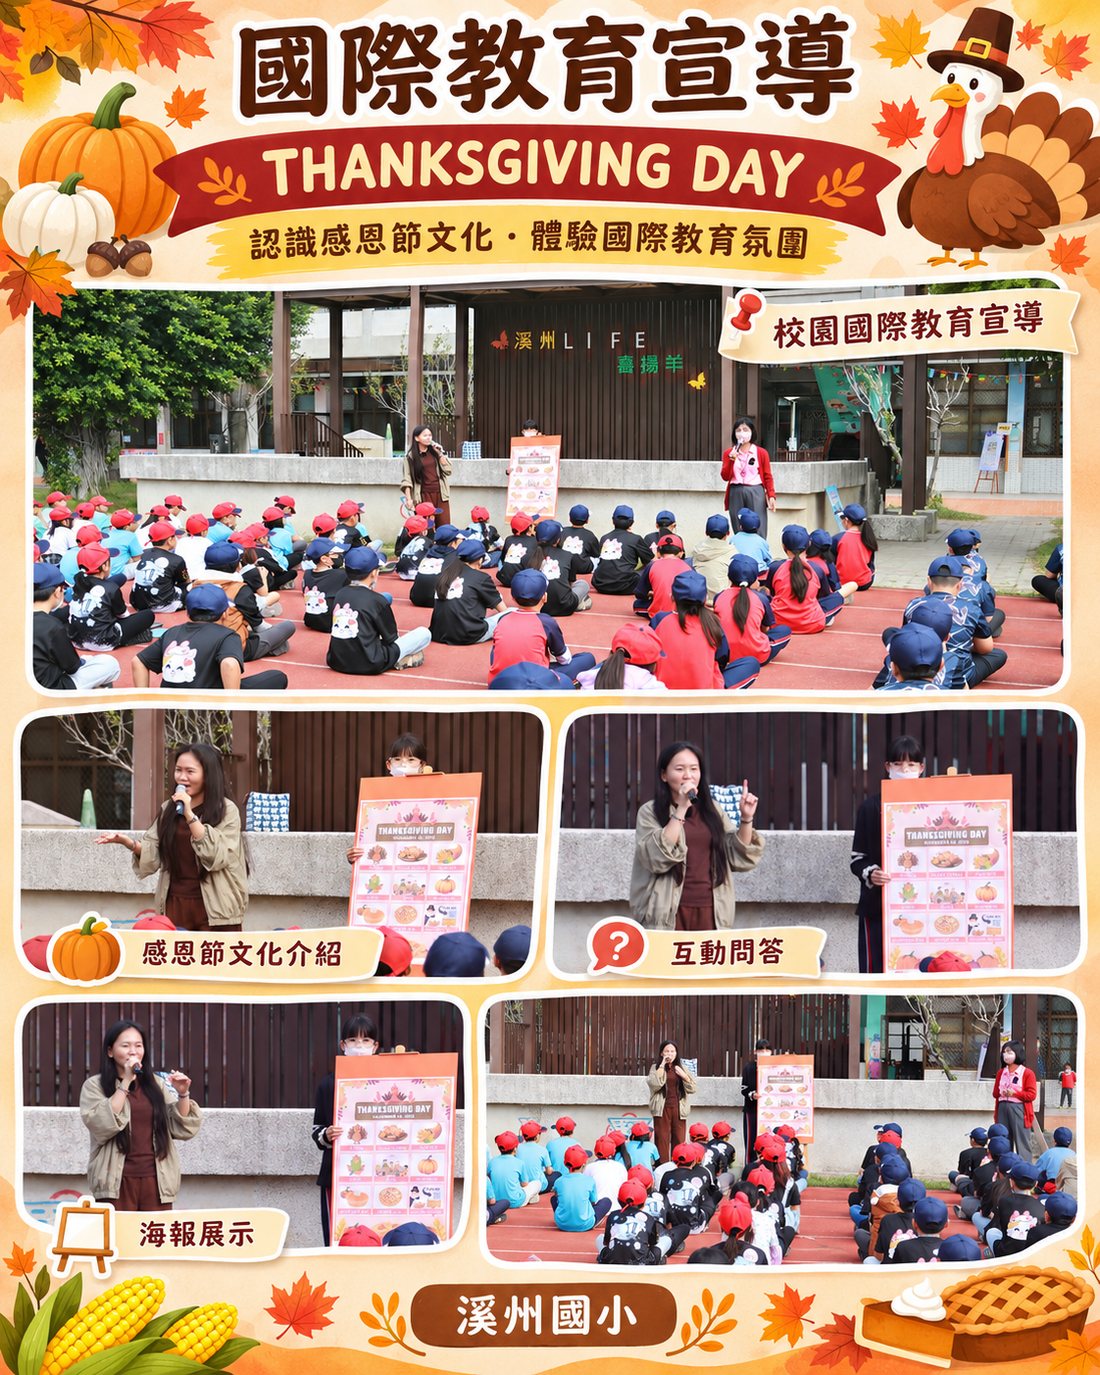 國際教育宣導
THANKSGIVING DAY
認識感恩節文化・體驗國際教育氛圍
校園國際教育宣導
溪州LIFE
喜揚羊
THANKSGIVING DAY
感恩節文化介紹
THANKSGIVING DAY
?
互動問答
THANKSGIVING DAY
海報展示
溪州國小